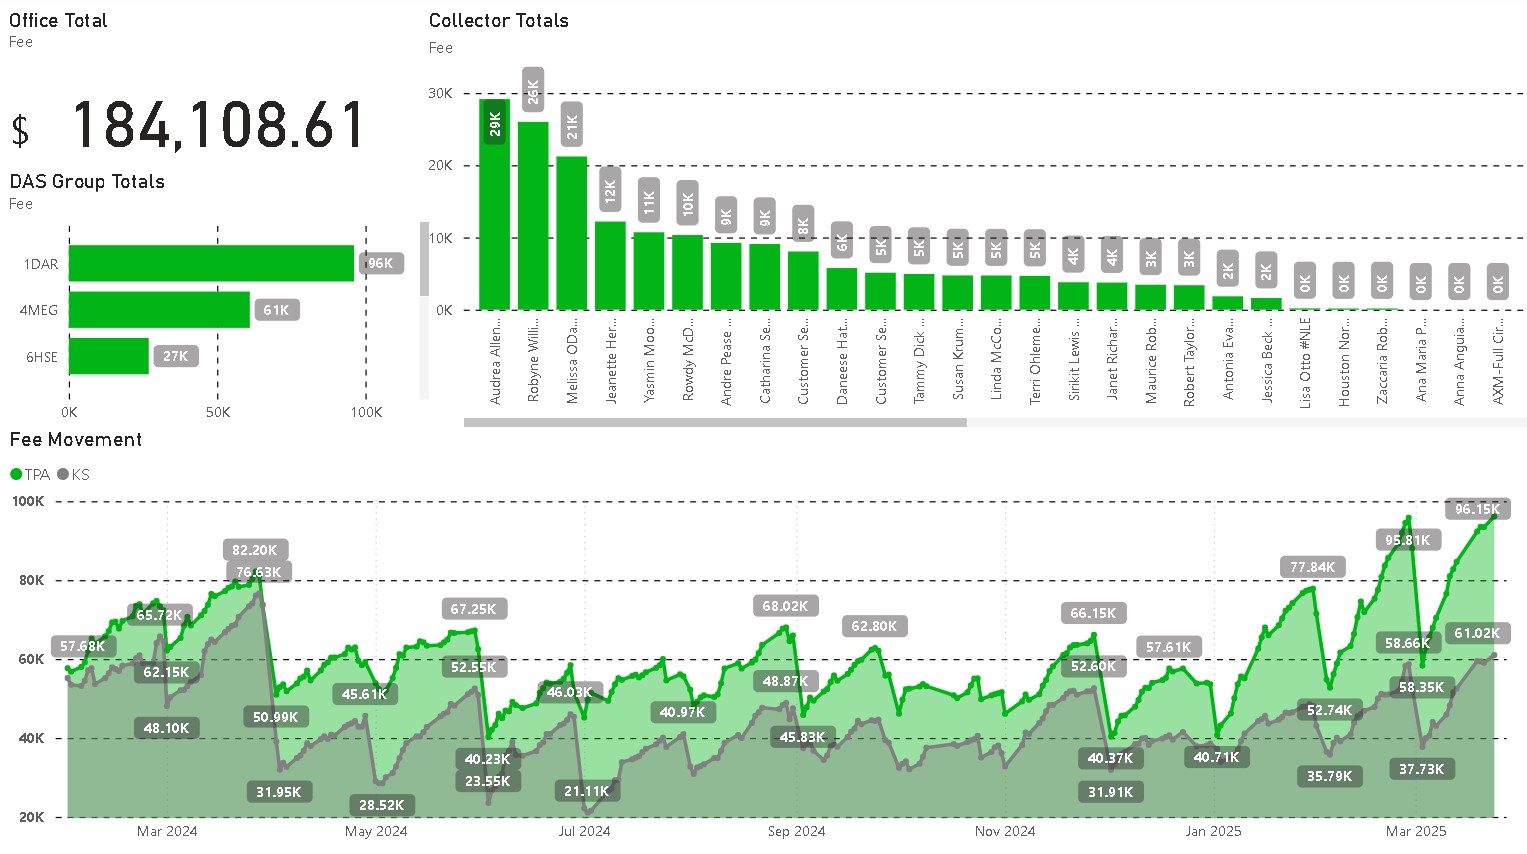 Office Total
Fee
$ 184,108.61
DAS Group Totals
Fee
1DAR
96K
4MEG
61K
6HSE
27K
0K 50K 100K
Collector Totals
Fee
30K
20K
10K
0K
29K 26K 21K 12K 11K 10K 9K 9K 8K 6K 5K 5K 5K 5K 5K 4K 4K 3K 3K 2K 2K 0K 0K 0K 0K 0K 0K
Audrea Allen...
Robyne Willi...
Melissa ODa...
Jeanette Her...
Yasmin Moo...
Rowdy McD...
Andre Pease ...
Catharina Se...
Customer Se...
Daneese Hat...
Customer Se...
Tammy Dick ...
Susan Krum...
Linda McCo...
Terri Ohleme...
Sirikit Lewis ...
Janet Richar...
Maurice Rob...
Robert Taylor...
Antonia Eva...
Jessica Beck ...
Lisa Otto #NLE
Houston Nor...
Zaccaria Rob...
Ana Maria P...
Anna Anguia...
AXM-Full Cir...
Fee Movement
TPA KS
100K
80K
60K
40K
20K
57.68K
65.72K
62.15K
48.10K
82.20K
76.63K
50.99K
31.95K
45.61K
28.52K
67.25K
52.55K
40.23K
23.55K
46.03K
21.11K
40.97K
68.02K
48.87K
45.83K
62.80K
66.15K
52.60K
40.37K
31.91K
57.61K
40.71K
77.84K
52.74K
35.79K
95.81K
58.66K
58.35K
37.73K
96.15K
61.02K
Mar 2024 May 2024 Jul 2024 Sep 2024 Nov 2024 Jan 2025 Mar 2025